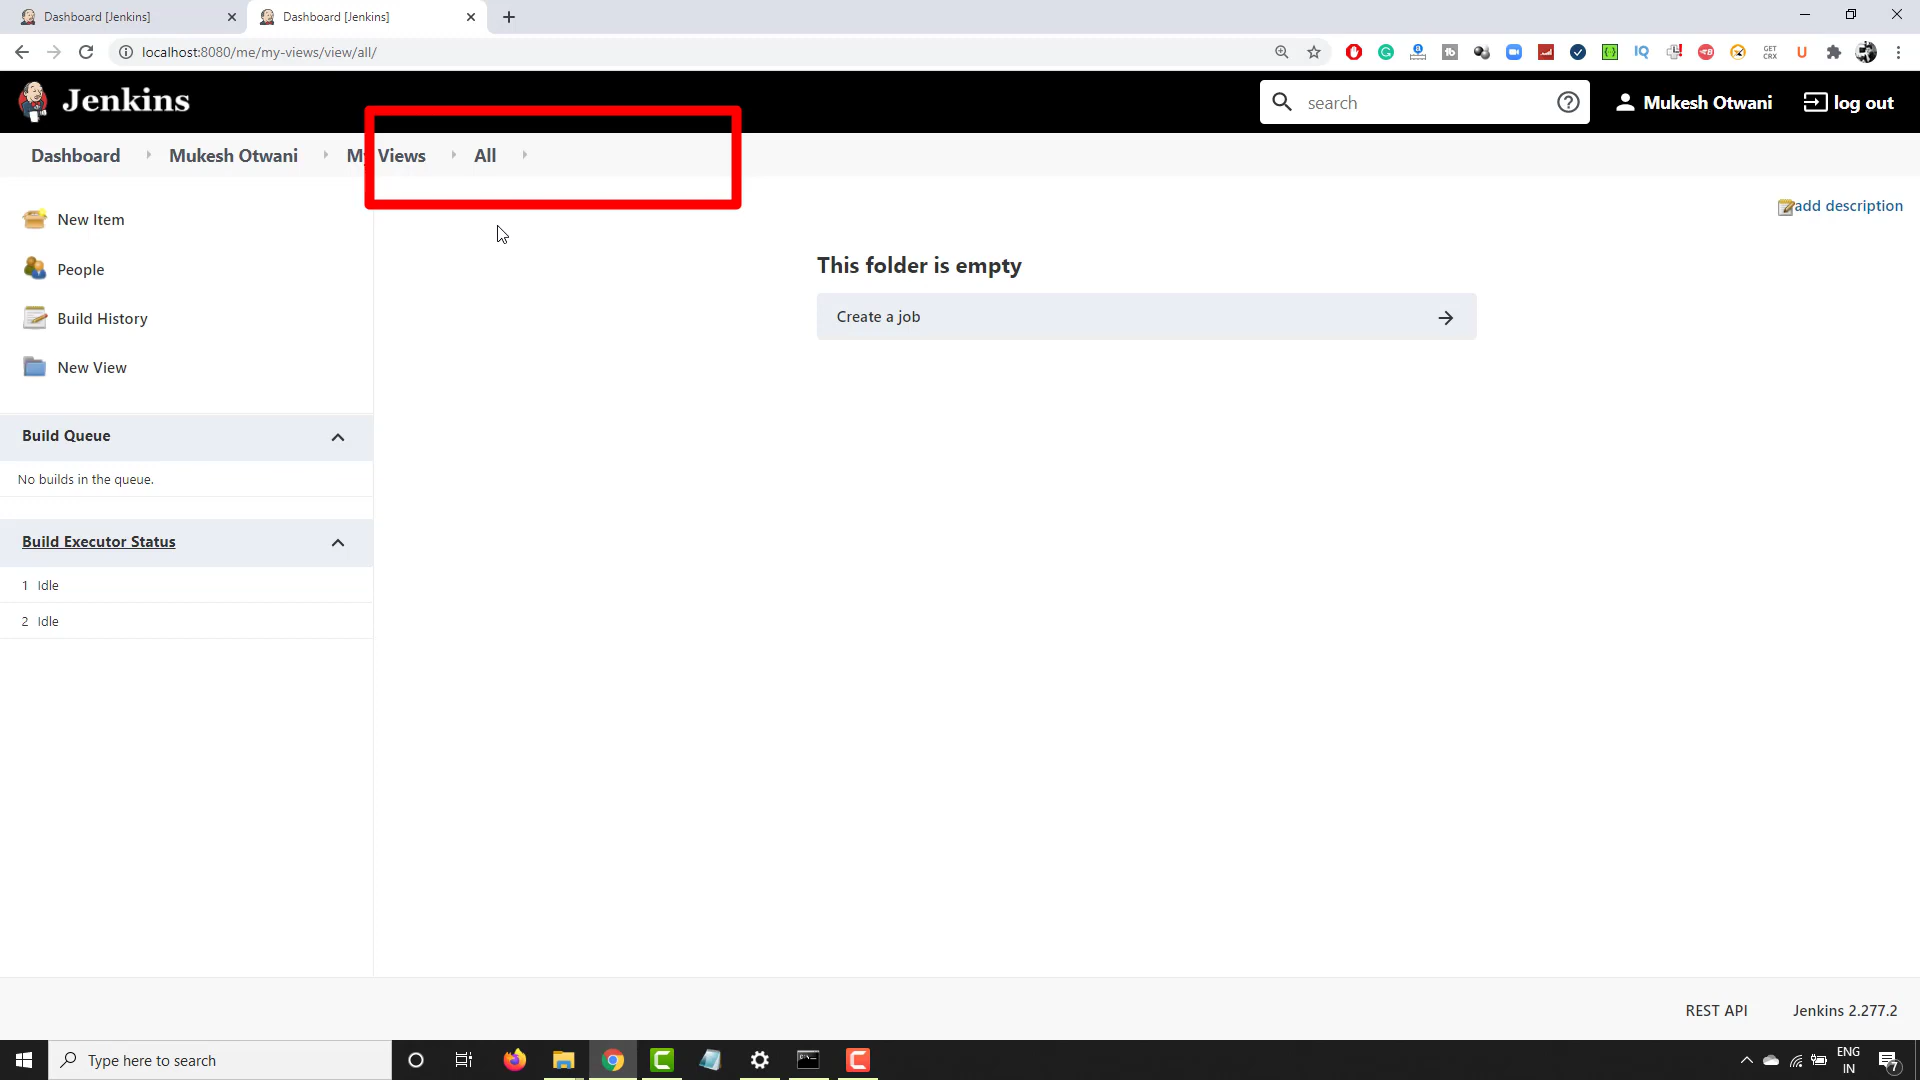 Dashboard [Jenkins]
Dashboard [Jenkins]
localhost:8080/me/my-views/view/all/
Jenkins
search
Mukesh Otwani
log out
Dashboard
Mukesh Otwani
My Views
All
New Item
People
Build History
New View
add description
This folder is empty
Create a job
Build Queue
No builds in the queue.
Build Executor Status
1 Idle
2 Idle
REST API
Jenkins 2.277.2
Type here to search
ENG
IN
7